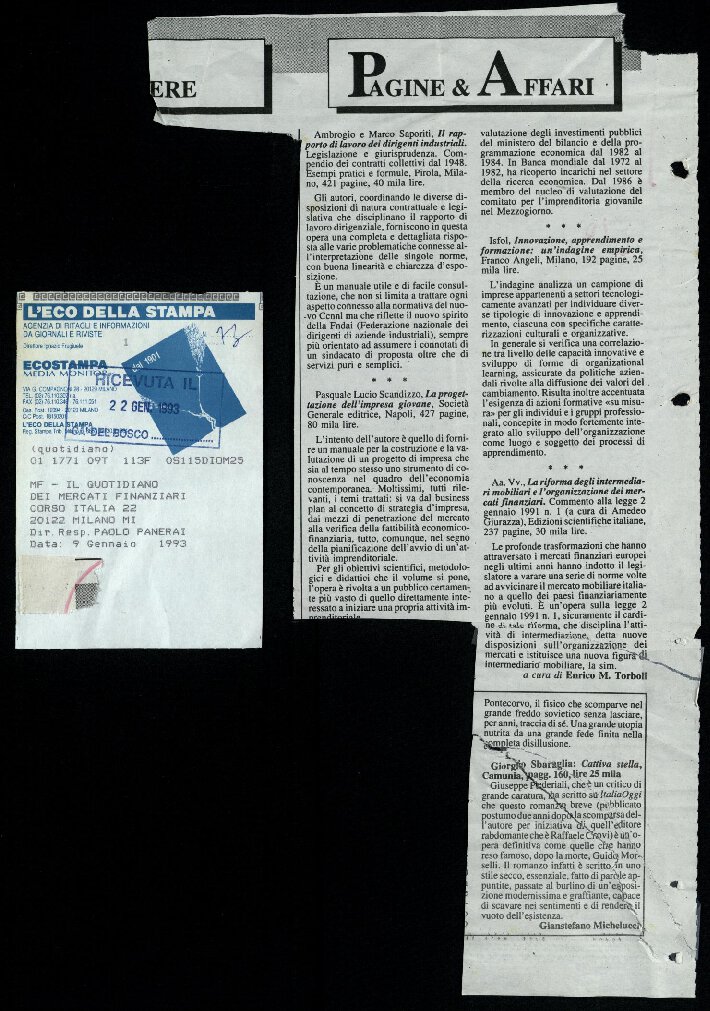 ERE
PAGINE & AFFARI
Ambrogio e Marco Saporiti, Il rap-
porto di lavoro dei dirigenti industriali.
Legislazione e giurisprudenza. Com-
pendio dei contratti collettivi dal 1948.
Esempi pratici e formule, Pirola, Mila-
no, 421 pagine, 40 mila lire.
Gli autori, coordinando le diverse di-
sposizioni di natura contrattuale e legi-
slativa che disciplinano il rapporto di
lavoro dirigenziale, forniscono in questa
opera una completa e dettagliata rispo-
sta alle varie problematiche connesse al-
l'interpretazione delle singole norme,
con buona linearità e chiarezza d'espo-
sizione.
È un manuale utile e di facile consul-
tazione, che non si limita a trattare ogni
aspetto connesso alla normativa del nuo-
vo Ccnl ma che riflette il nuovo spirito
della Fndai (Federazione nazionale dei
dirigenti di aziende industriali), sempre
più orientato ad assumere i connotati di
un sindacato di proposta oltre che di
servizi puri e semplici.
* * *
Pasquale Lucio Scandizzo, La proget-
tazione dell'impresa giovane, Società
Generale editrice, Napoli, 427 pagine,
80 mila lire.
L'intento dell'autore è quello di forni-
re un manuale per la costruzione e la va-
lutazione di un progetto di impresa che
sia al tempo stesso uno strumento di co-
noscenza nel quadro dell'economia
contemporanea. Moltissimi, tutti rile-
vanti, i temi trattati: si va dal business
plan al concetto di strategia d'impresa,
dai mezzi di penetrazione del mercato
alla verifica della fattibilità economico-
finanziaria, tutto, comunque, nel segno
della pianificazione dell'avvio di un'at-
tività imprenditoriale.
Per gli obiettivi scientifici, metodolo-
gici e didattici che il volume si pone,
l'opera è rivolta a un pubblico certamen-
te più vasto di quello direttamente inte-
ressato a iniziare una propria attività im-
prenditoriale
valutazione degli investimenti pubblici
del ministero del bilancio e della pro-
grammazione economica dal 1982 al
1984. In Banca mondiale dal 1972 al
1982, ha ricoperto incarichi nel settore
della ricerca economica. Dal 1986 è
membro del nucleo di valutazione del
comitato per l'imprenditoria giovanile
nel Mezzogiorno.
* * *
Isfol, Innovazione, apprendimento e
formazione: un'indagine empirica,
Franco Angeli, Milano, 192 pagine, 25
mila lire.
L'indagine analizza un campione di
imprese appartenenti a settori tecnologi-
camente avanzati per individuare diver-
se tipologie di innovazione e apprendi-
mento, ciascuna con specifiche caratte-
rizzazioni culturali e organizzative.
In generale si verifica una correlazio-
ne tra livello delle capacità innovative e
sviluppo di forme di organizational
learning, assicurate da politiche azien-
dali rivolte alla diffusione dei valori del
cambiamento. Risulta inoltre accentuata
l'esigenza di azioni formative «su misu-
ra» per gli individui e i gruppi professio-
nali, concepite in modo fortemente inte-
grato allo sviluppo dell'organizzazione
come luogo e soggetto dei processi di
apprendimento.
* * *
Aa. Vv., La riforma degli intermedia-
ri mobiliari e l'organizzazione dei mer-
cati finanziari. Commento alla legge 2
gennaio 1991 n. 1 (a cura di Amedeo
Giurazza), Edizioni scientifiche italiane,
237 pagine, 30 mila lire.
Le profonde trasformazioni che hanno
attraversato i mercati finanziari europei
negli ultimi anni hanno indotto il legi-
slatore a varare una serie di norme volte
ad avvicinare il mercato mobiliare italia-
no a quello dei paesi finanziariamente
più evoluti. È un'opera sulla legge 2
gennaio 1991 n. 1, sicuramente il cardi-
ne di tale riforma, che disciplina l'atti-
vità di intermediazione, detta nuove
disposizioni sull'organizzazione dei
mercati e istituisce una nuova figura di
intermediario mobiliare, la sim.
a cura di Enrico M. Torboli
Pontecorvo, il fisico che scomparve nel
grande freddo sovietico senza lasciare,
per anni, traccia di sé. Una grande utopia
nutrita da una grande fede finita nella
completa disillusione.
Giorgio Sbaraglia: Cattiva stella,
Camunia, pagg. 160, lire 25 mila
Giuseppe Pederiali, che è un critico di
grande caratura, ha scritto su ItaliaOggi
che questo romanzo breve (pubblicato
postumo due anni dopo la scomparsa del-
l'autore per iniziativa di quell'editore
rabdomante che è Raffaele Crovi) è un'o-
pera definitiva come quelle che hanno
reso famoso, dopo la morte, Guido Mor-
selli. Il romanzo infatti è scritto in uno
stile secco, essenziale, fatto di parole ap-
puntite, passate al burlino di un'esposi-
zione modernissima e graffiante, capace
di scavare nei sentimenti e di rendere il
vuoto dell'esistenza.
Gianstefano Michelucci
L'ECO DELLA STAMPA
AGENZIA DI RITAGLI E INFORMAZIONI
DA GIORNALI E RIVISTE
Direttore Ignazio Frugiuele
1
ECOSTAMPA
MEDIA MONITOR
dal 1901
RICEVUTA IL
22 GEN 1993
DEL BOSCO
VIA G. COMPAGNONI 28 - 20129 MILANO
L'ECO DELLA STAMPA
(quotidiano)
01 1771 09T 113F 0S115DIOM25
MF - IL QUOTIDIANO
DEI MERCATI FINANZIARI
CORSO ITALIA 22
20122 MILANO MI
Dir.Resp.PAOLO PANERAI
Data: 9 Gennaio 1993